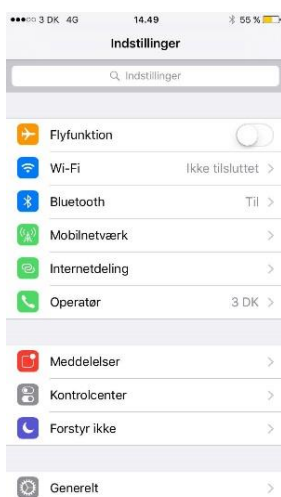 3 DK 4G 14.49 55 %
Indstillinger
Indstillinger
Flyfunktion
Wi-Fi Ikke tilsluttet
Bluetooth Til
Mobilnetværk
Internetdeling
Operatør 3 DK
Meddelelser
Kontrolcenter
Forstyr ikke
Generelt